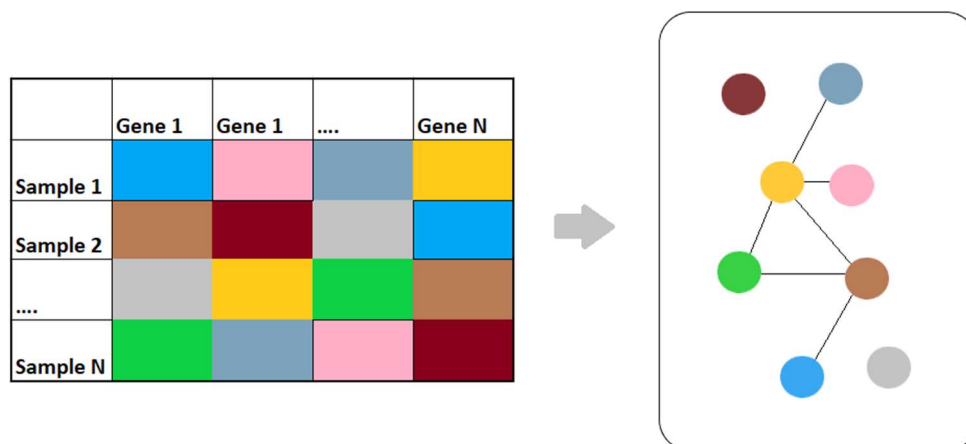 Gene 1 Gene 1 .... Gene N
Sample 1
Sample 2
....
Sample N